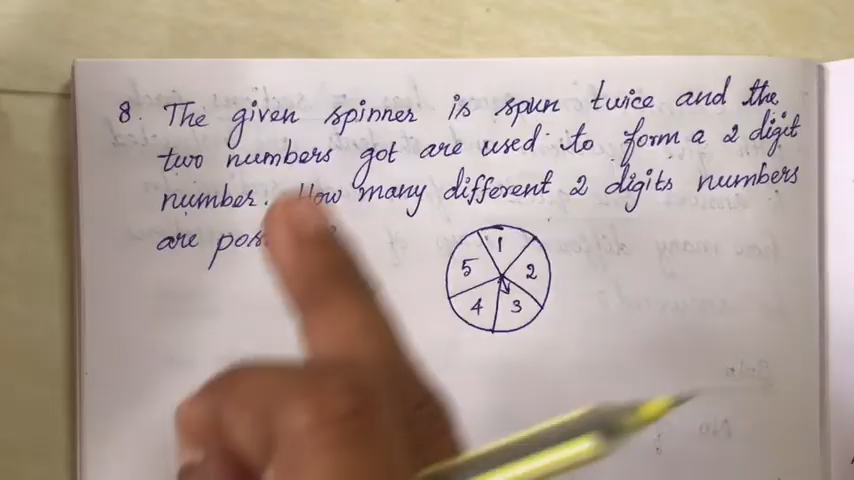 8. The given spinner is spun twice and the
two numbers got are used to form a 2 digit
number. How many different 2 digits numbers
are
1
5 2
4 3